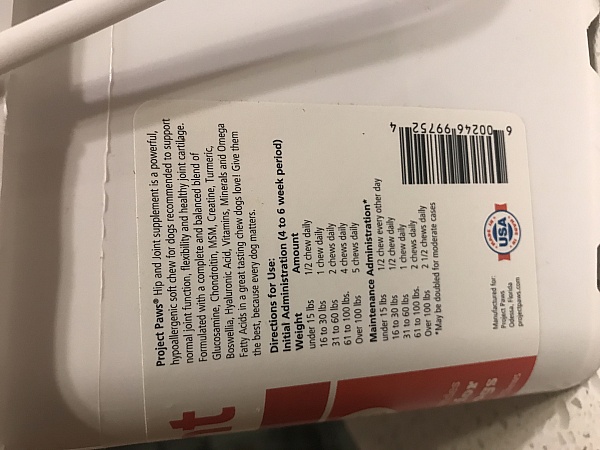 Project Paws® Hip and Joint supplement is a powerful,
hypoallergenic soft chew for dogs recommended to support
normal joint function, flexibility and healthy joint cartilage.
Formulated with a complete and balanced blend of
Glucosamine, Chondroitin, MSM, Creatine, Turmeric,
Boswellia, Hyaluronic Acid, Vitamins, Minerals and Omega
Fatty Acids in a great tasting chew dogs love! Give them
the best, because every dog matters.
Directions for Use:
Initial Administration (4 to 6 week period)
Weight Amount
under 15 lbs 1/2 chew daily
16 to 30 lbs 1 chew daily
31 to 60 lbs 2 chews daily
61 to 100 lbs. 4 chews daily
Over 100 lbs 5 chews daily
Maintenance Administration*
under 15 lbs 1/2 chew every other day
16 to 30 lbs 1/2 chew daily
31 to 60 lbs 1 chew daily
61 to 100 lbs. 2 chews daily
Over 100 lbs 2 1/2 chews daily
*May be doubled for moderate cases
Manufactured for:
Project Paws
Odessa, Florida
projectpaws.com
USA
6 00246 99752 4
nt
or
gs